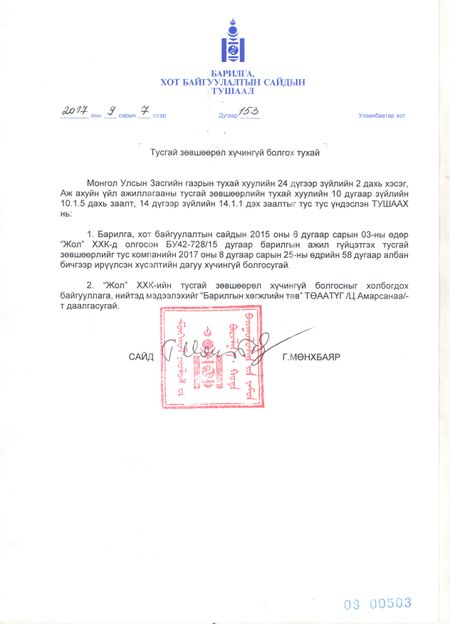 БАРИЛГА,
ХОТ БАЙГУУЛАЛТЫН САЙДЫН
ТУШААЛ
2017 оны 9 сарын 7 өдөр Дугаар 153 Улаанбаатар хот
Тусгай зөвшөөрөл хүчингүй болгох тухай
Монгол Улсын Засгийн газрын тухай хуулийн 24 дүгээр зүйлийн 2 дахь хэсэг,
Аж ахуйн үйл ажиллагааны тусгай зөвшөөрлийн тухай хуулийн 10 дугаар зүйлийн
10.1.5 дахь заалт, 14 дүгээр зүйлийн 14.1.1 дэх заалтыг тус тус үндэслэн ТУШААХ
нь:
1. Барилга, хот байгуулалтын сайдын 2015 оны 6 дугаар сарын 03-ны өдөр
“Жол” ХХК-д олгосон БУ42-728/15 дугаар барилгын ажил гүйцэтгэх тусгай
зөвшөөрлийг тус компанийн 2017 оны 8 дугаар сарын 25-ны өдрийн 58 дугаар албан
бичгээр ирүүлсэн хүсэлтийн дагуу хүчингүй болгосугай.
2. “Жол” ХХК-ийн тусгай зөвшөөрөл хүчингүй болгосныг холбогдох
байгууллага, нийтэд мэдээлэхийг “Барилгын хөгжлийн төв” ТӨААТҮГ /Ц.Амарсанаа/-
т даалгасугай.
САЙД Г.МӨНХБАЯР
03 00503